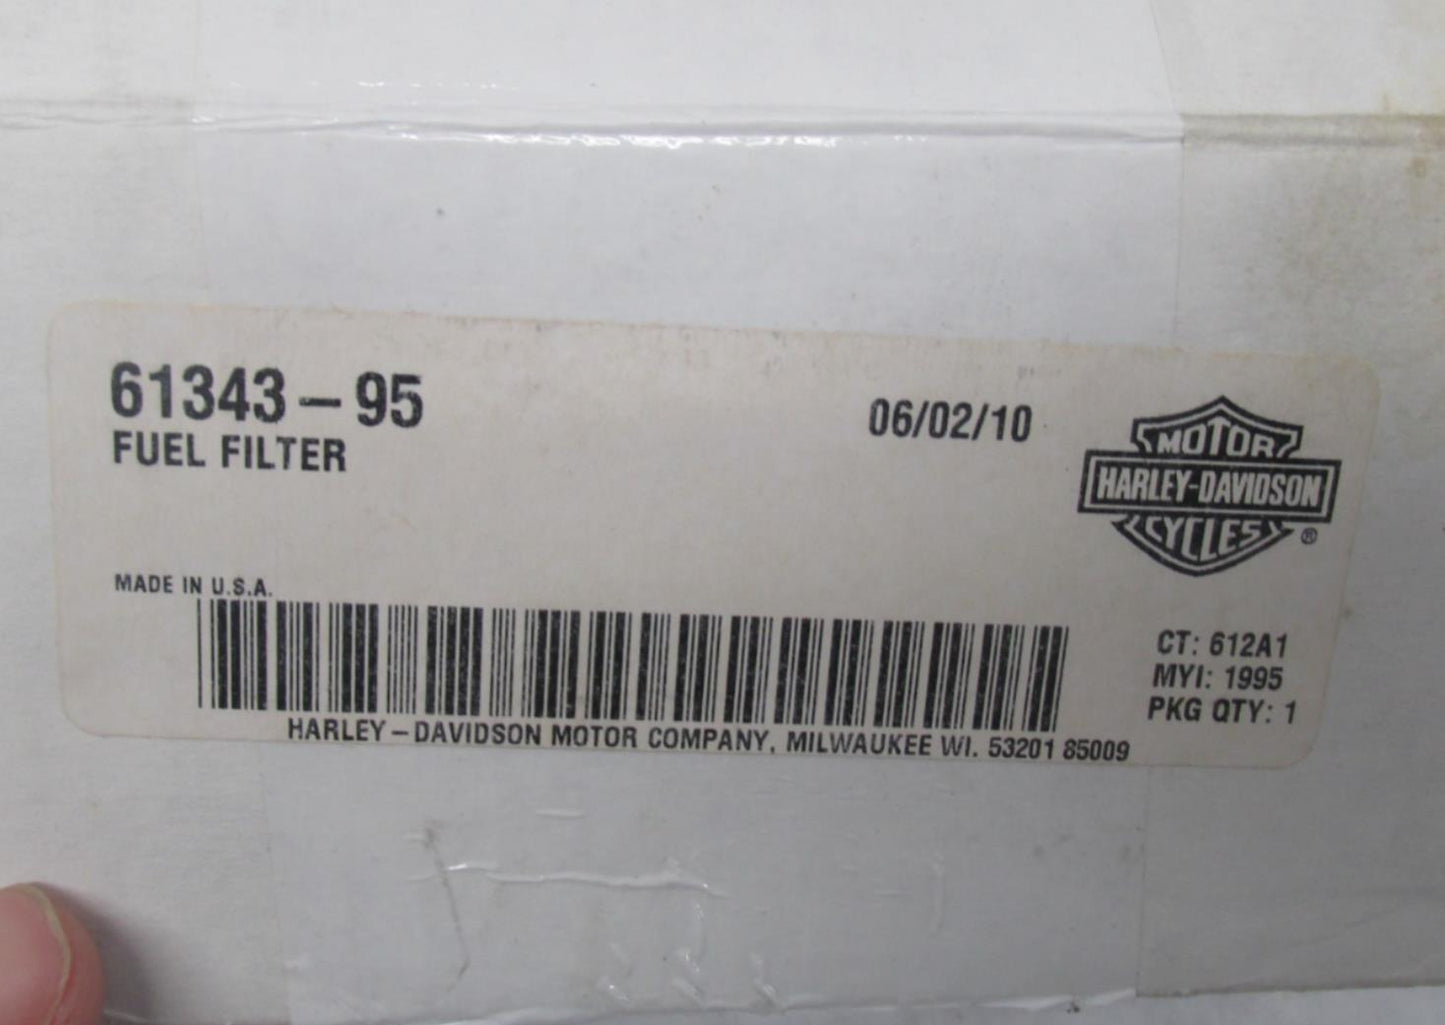 61343-95
FUEL FILTER
06/02/10
MOTOR
HARLEY-DAVIDSON
CYCLES
®
MADE IN U.S.A.
CT: 612A1
MYI: 1995
PKG QTY: 1
HARLEY-DAVIDSON MOTOR COMPANY, MILWAUKEE WI. 53201 85009